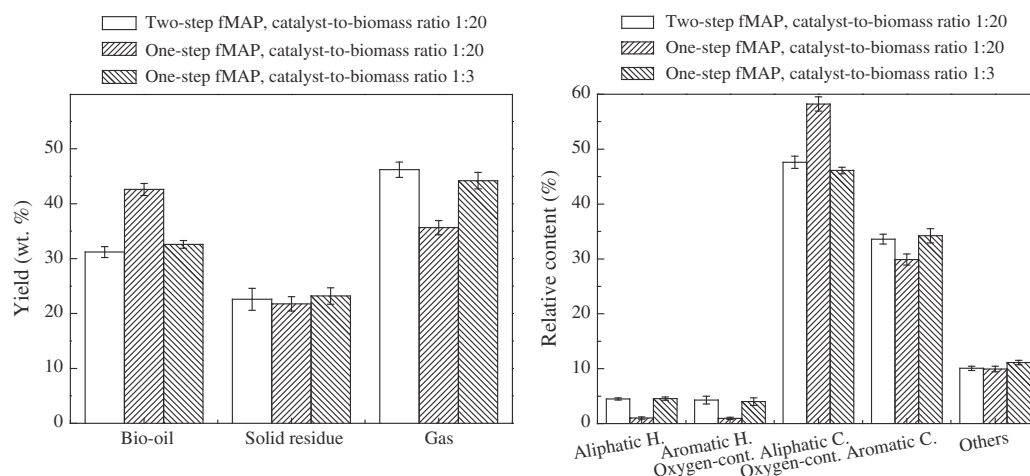 Two-step fMAP, catalyst-to-biomass ratio 1:20
One-step fMAP, catalyst-to-biomass ratio 1:20
One-step fMAP, catalyst-to-biomass ratio 1:3
50
40
30
20
10
0
Yield (wt. %)
Bio-oil
Solid residue
Gas
Two-step fMAP, catalyst-to-biomass ratio 1:20
One-step fMAP, catalyst-to-biomass ratio 1:20
One-step fMAP, catalyst-to-biomass ratio 1:3
60
50
40
30
20
10
0
Relative content (%)
Aliphatic H.
Aromatic H.
Oxygen-cont. Aliphatic C.
Oxygen-cont. Aromatic C.
Others